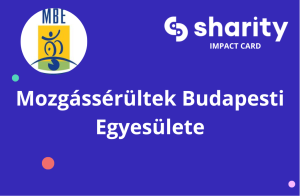 MBE
sharity
IMPACT CARD
Mozgássérültek Budapesti
Egyesülete